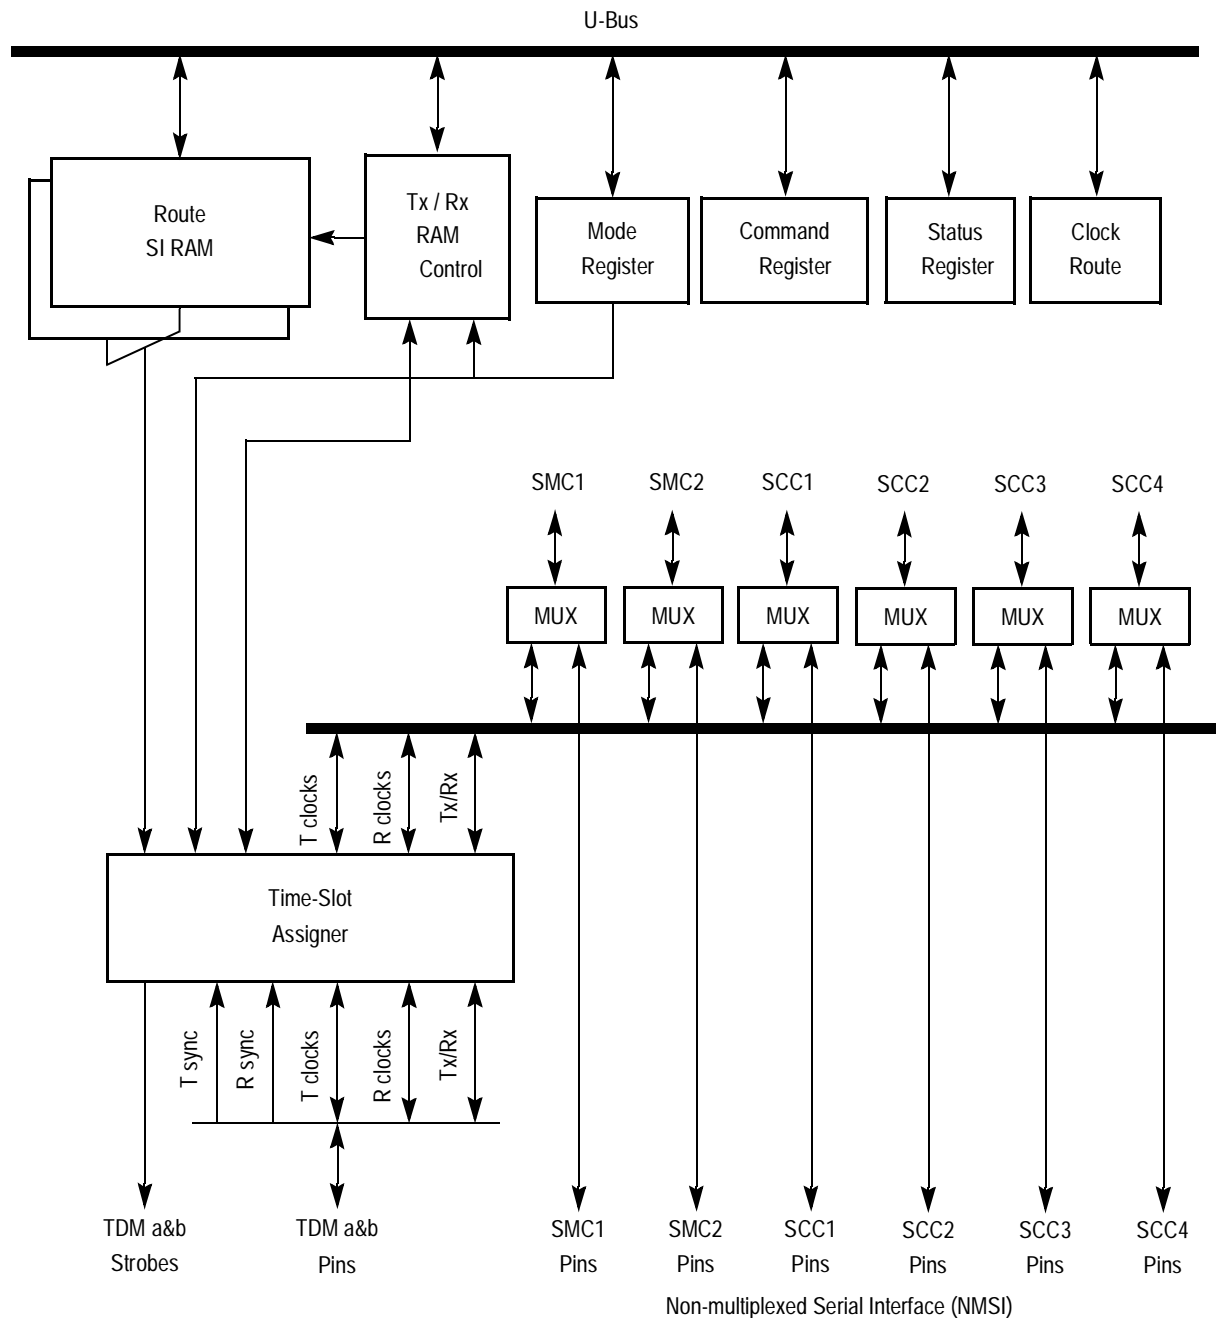 U-Bus
Route
SI RAM
Tx / Rx
RAM
Control
Mode
Register
Command
Register
Status
Register
Clock
Route
SMC1
SMC2
SCC1
SCC2
SCC3
SCC4
MUX
MUX
MUX
MUX
MUX
MUX
T clocks
R clocks
Tx/Rx
Time-Slot
Assigner
T sync
R sync
T clocks
R clocks
Tx/Rx
TDM a&b
Strobes
TDM a&b
Pins
SMC1
Pins
SMC2
Pins
SCC1
Pins
SCC2
Pins
SCC3
Pins
SCC4
Pins
Non-multiplexed Serial Interface (NMSI)